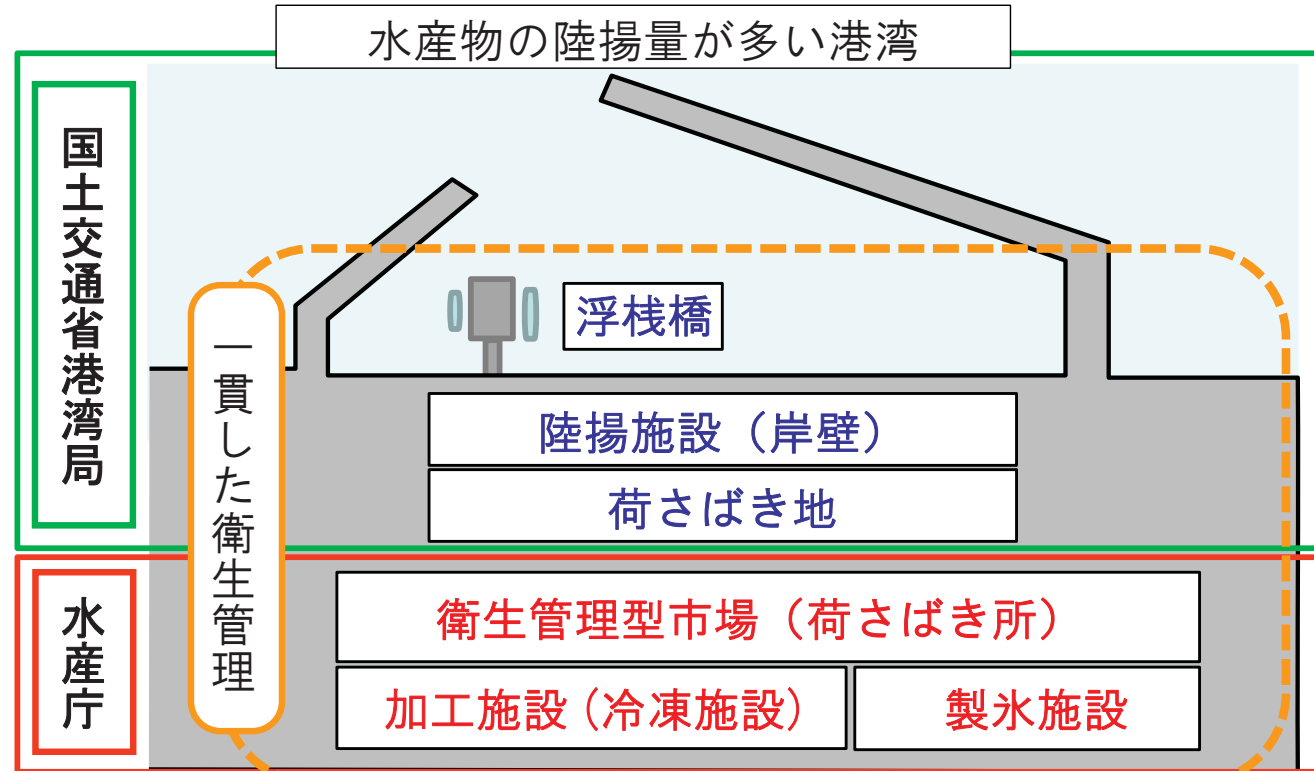 水産物の陸揚量が多い港湾
国土交通省港湾局
一貫した衛生管理
浮桟橋
陸揚施設（岸壁）
荷さばき地
水産庁
衛生管理型市場（荷さばき所）
加工施設（冷凍施設）
製氷施設